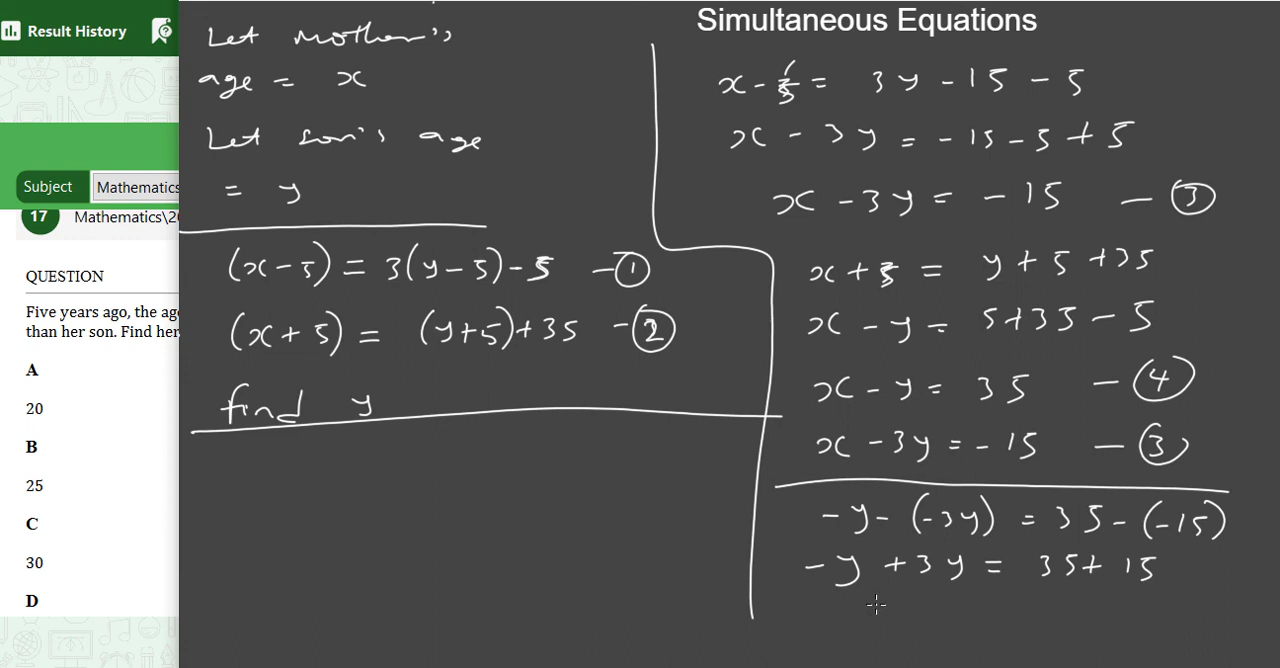 Result History
Subject
Mathematics
17
Mathematics\20
QUESTION
Five years ago, the ag
than her son. Find her
A
20
B
25
C
30
D
Let Mother's
age = x
Let son's age
= y
(x-5) = 3(y-5)-5 -①
(x+5) = (y+5)+35 -②
find y
Simultaneous Equations
x-5 = 3y-15-5
x-3y = -15-5+5
x-3y = -15 -③
x+5 = y+5+35
x-y = 5+35-5
x-y = 35 -④
x-3y = -15 -③
-y-(-3y) = 35-(-15)
-y+3y = 35+15